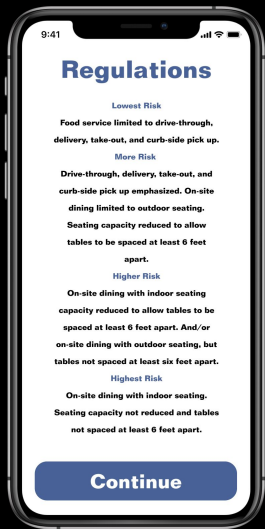 9:41
Regulations
Lowest Risk
Food service limited to drive-through,
delivery, take-out, and curb-side pick up.
More Risk
Drive-through, delivery, take-out, and
curb-side pick up emphasized. On-site
dining limited to outdoor seating.
Seating capacity reduced to allow
tables to be spaced at least 6 feet
apart.
Higher Risk
On-site dining with indoor seating
capacity reduced to allow tables to be
spaced at least 6 feet apart. And/or
on-site dining with outdoor seating, but
tables not spaced at least six feet apart.
Highest Risk
On-site dining with indoor seating.
Seating capacity not reduced and tables
not spaced at least 6 feet apart.
Continue